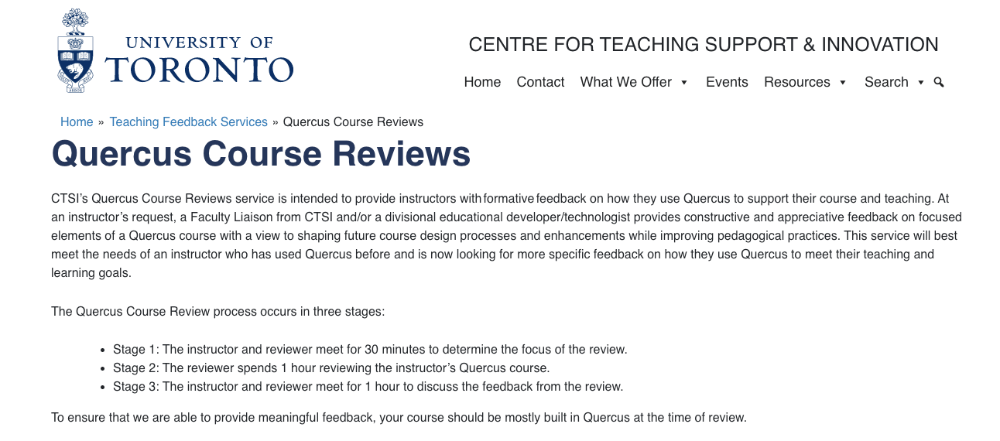 UNIVERSITY OF
TORONTO
CENTRE FOR TEACHING SUPPORT & INNOVATION
Home Contact What We Offer Events Resources Search
Home » Teaching Feedback Services » Quercus Course Reviews
Quercus Course Reviews
CTSI’s Quercus Course Reviews service is intended to provide instructors with formative feedback on how they use Quercus to support their course and teaching. At
an instructor’s request, a Faculty Liaison from CTSI and/or a divisional educational developer/technologist provides constructive and appreciative feedback on focused
elements of a Quercus course with a view to shaping future course design processes and enhancements while improving pedagogical practices. This service will best
meet the needs of an instructor who has used Quercus before and is now looking for more specific feedback on how they use Quercus to meet their teaching and
learning goals.
The Quercus Course Review process occurs in three stages:
• Stage 1: The instructor and reviewer meet for 30 minutes to determine the focus of the review.
• Stage 2: The reviewer spends 1 hour reviewing the instructor’s Quercus course.
• Stage 3: The instructor and reviewer meet for 1 hour to discuss the feedback from the review.
To ensure that we are able to provide meaningful feedback, your course should be mostly built in Quercus at the time of review.